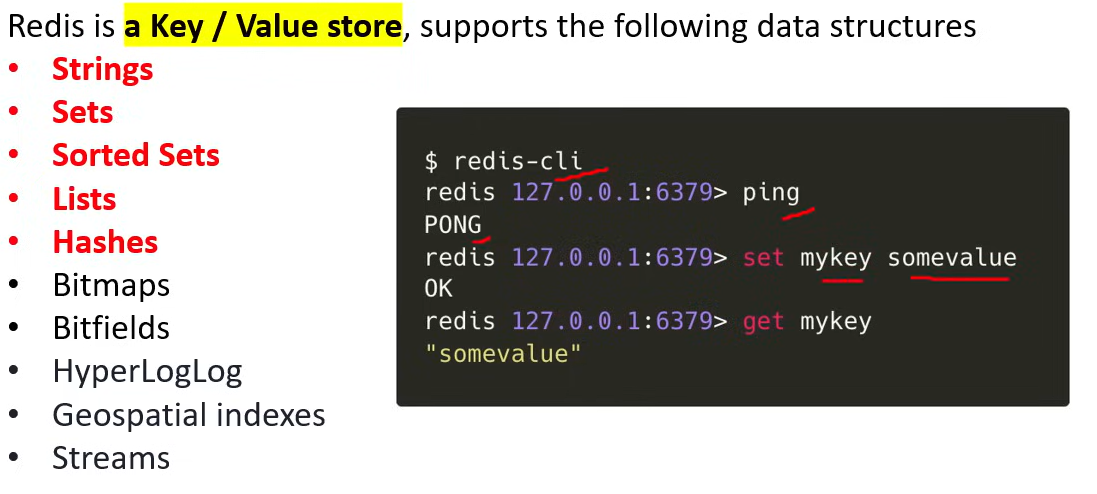 Redis is a Key / Value store, supports the following data structures
• Strings
• Sets
• Sorted Sets
• Lists
• Hashes
• Bitmaps
• Bitfields
• HyperLogLog
• Geospatial indexes
• Streams
$ redis-cli
redis 127.0.0.1:6379> ping
PONG
redis 127.0.0.1:6379> set mykey somevalue
OK
redis 127.0.0.1:6379> get mykey
"somevalue"